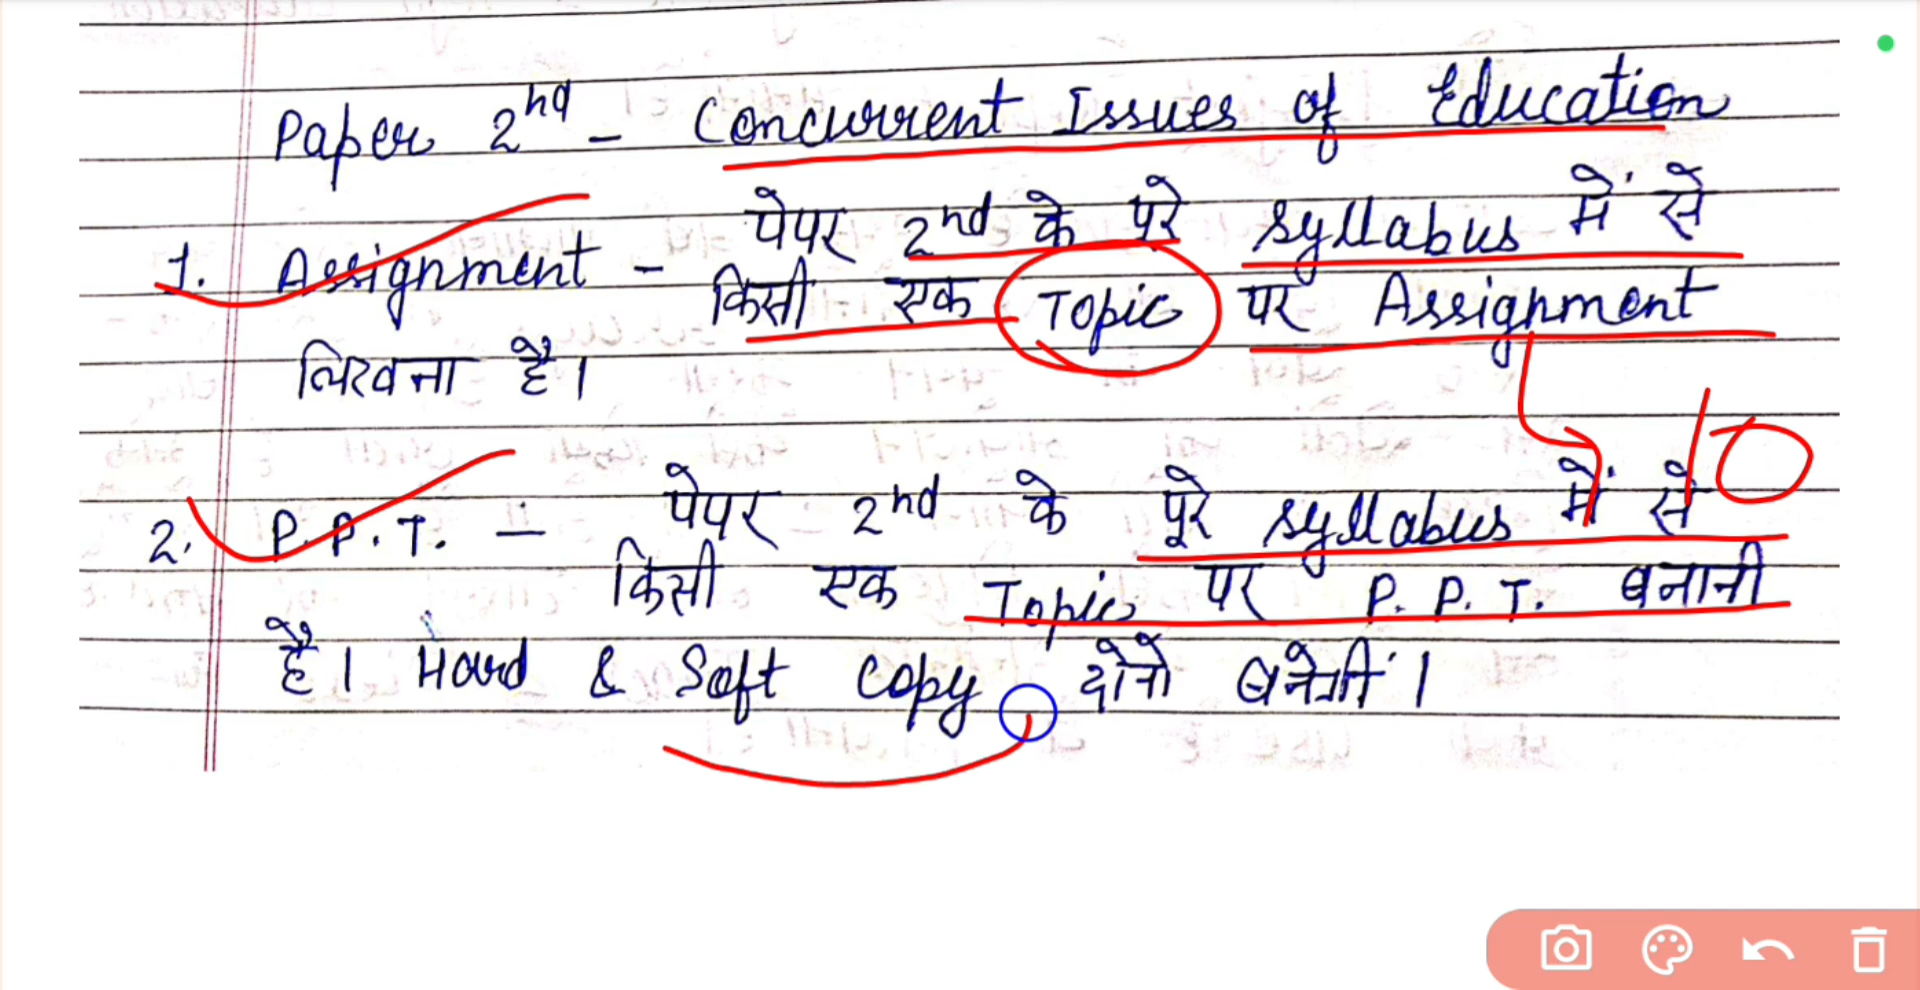 Paper 2nd - Concurrent Issues of Education
1. Assignment - पेपर 2nd के पुरे syllabus में से
किसी एक Topic पर Assignment
लिखना है।
10
2. P.P.T. - पेपर 2nd के पूरे syllabus में से
किसी एक Topic पर P.P.T. बनानी
है। Hard & Soft Copy दोनो बनेगीं।